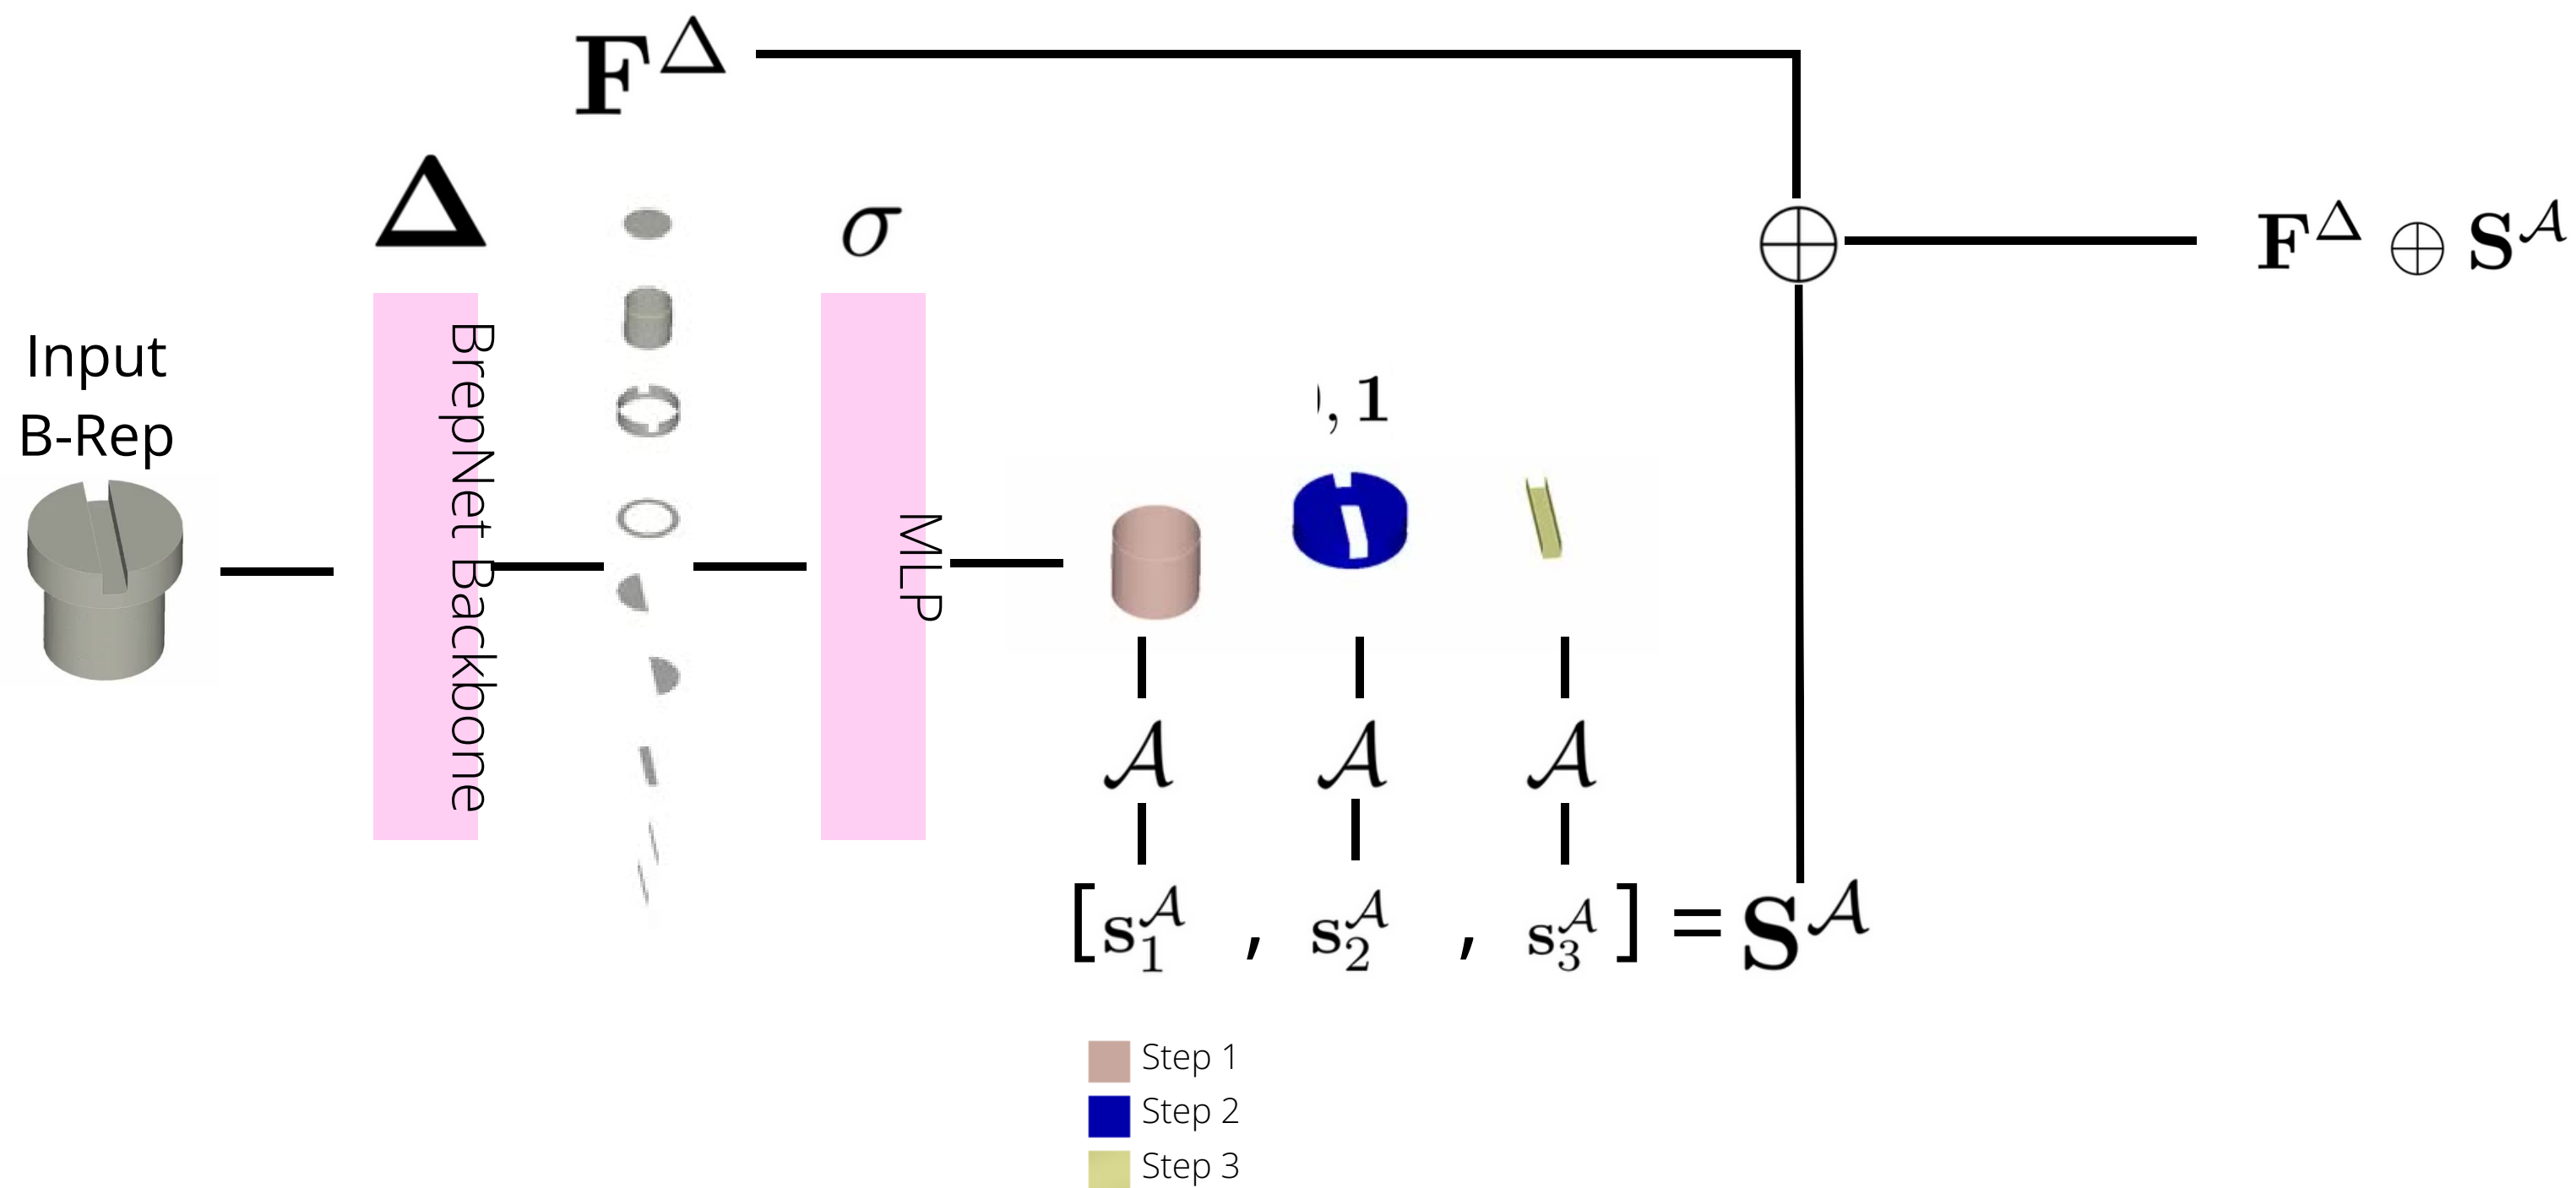 F^Δ
Δ
σ
⊕
F^Δ ⊕ S^𝒜
Input
B-Rep
BrepNet Backbone
MLP
, 1
𝒜 𝒜 𝒜
[s_1^𝒜 , s_2^𝒜 , s_3^𝒜] = S^𝒜
Step 1
Step 2
Step 3